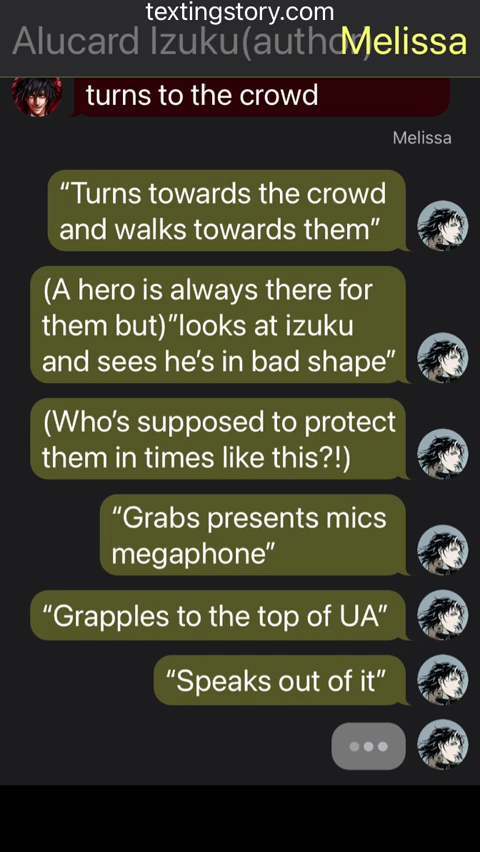 textingstory.com
Alucard Izuku(author) Melissa
turns to the crowd
Melissa
“Turns towards the crowd
and walks towards them”
(A hero is always there for
them but)”looks at izuku
and sees he’s in bad shape”
(Who’s supposed to protect
them in times like this?!)
“Grabs presents mics
megaphone”
“Grapples to the top of UA”
“Speaks out of it”